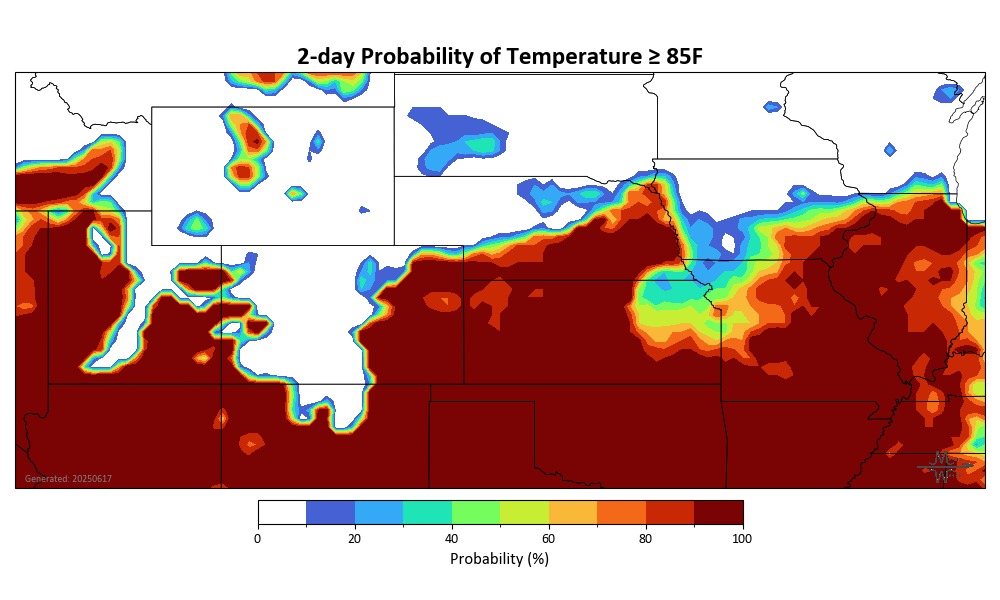 2-day Probability of Temperature ≥ 85F
Generated: 20250617
0 20 40 60 80 100
Probability (%)